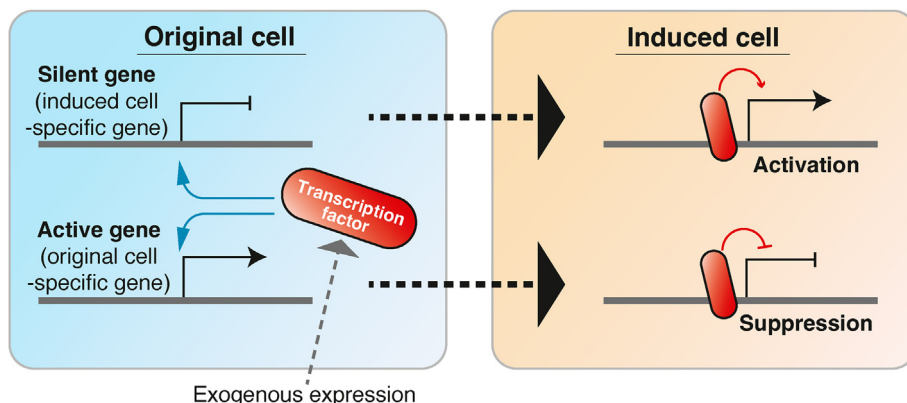 Original cell
Silent gene
(induced cell
-specific gene)
Transcription
factor
Active gene
(original cell
-specific gene)
Exogenous expression
Induced cell
Activation
Suppression